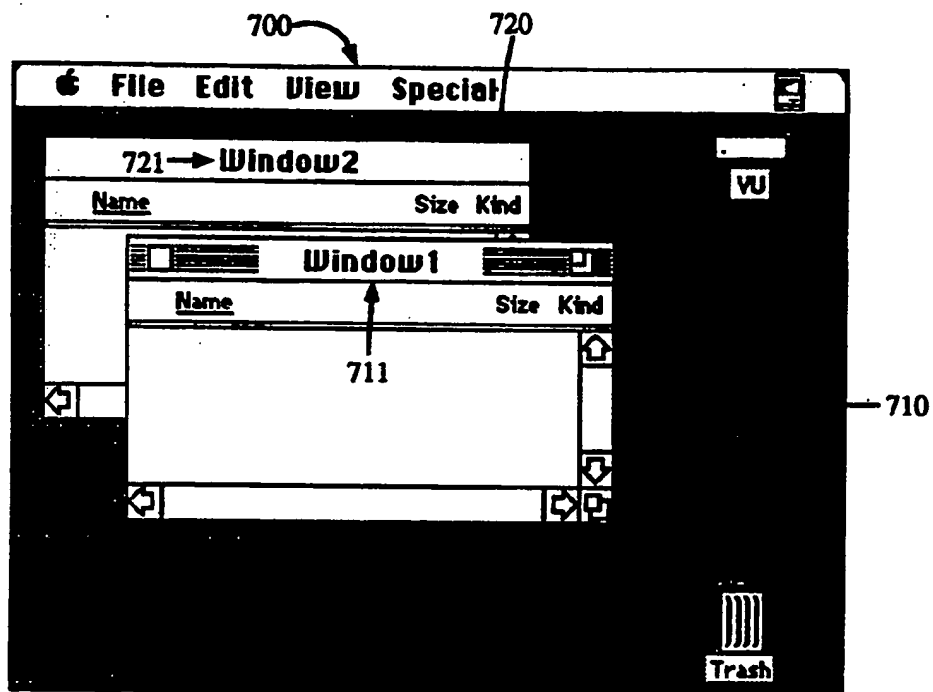 700 720
File Edit View Special
721 Window2
VU
Name Size Kind
Window1
Name Size Kind
711
710
Trash